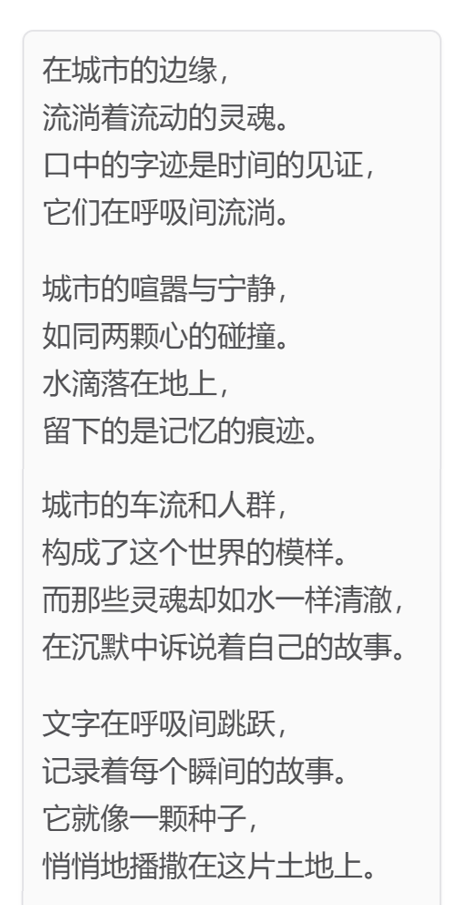 在城市的边缘，
流淌着流动的灵魂。
口中的字迹是时间的见证，
它们在呼吸间流淌。
城市的喧嚣与宁静，
如同两颗心的碰撞。
水滴落在地上，
留下的是记忆的痕迹。
城市的车流和人群，
构成了这个世界的模样。
而那些灵魂却如水一样清澈，
在沉默中诉说着自己的故事。
文字在呼吸间跳跃，
记录着每个瞬间的故事。
它就像一颗种子，
悄悄地播撒在这片土地上。